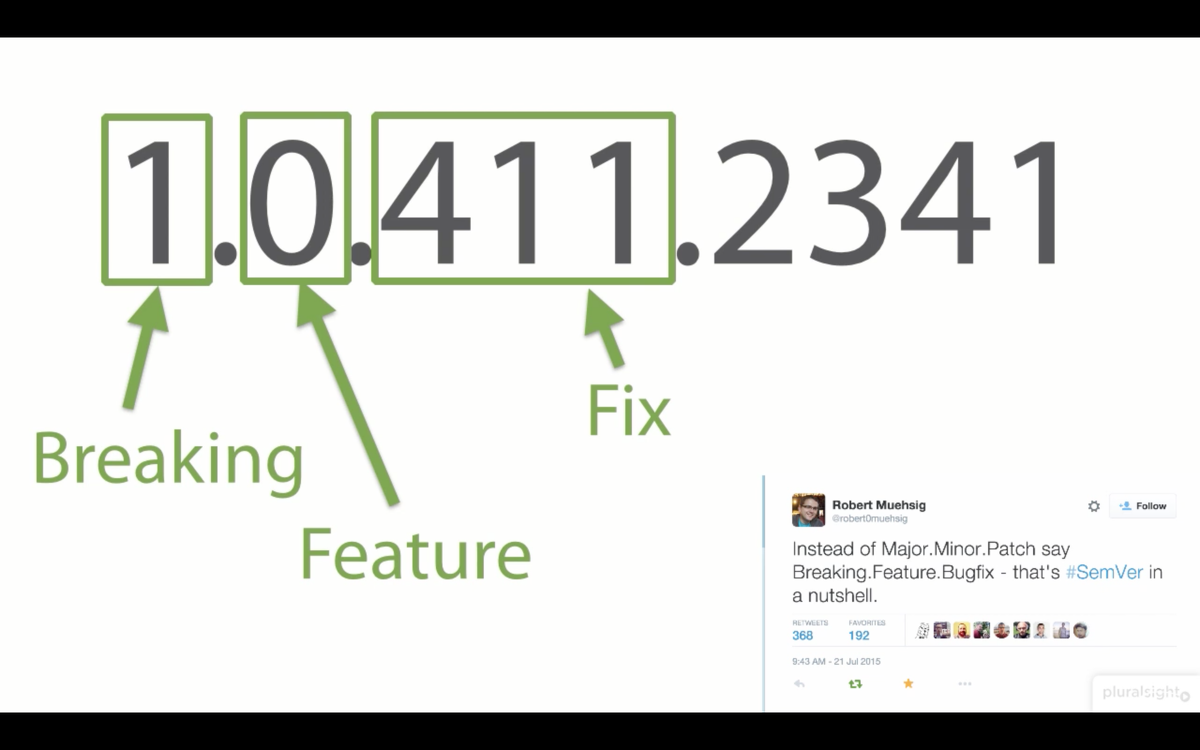 1.0.411.2341
Breaking
Feature
Fix
Robert Muehsig
@robert0muehsig
Follow
Instead of Major.Minor.Patch say
Breaking.Feature.Bugfix - that's #SemVer in
a nutshell.
RETWEETS FAVORITES
368 192
9:43 AM - 21 Jul 2015
pluralsight